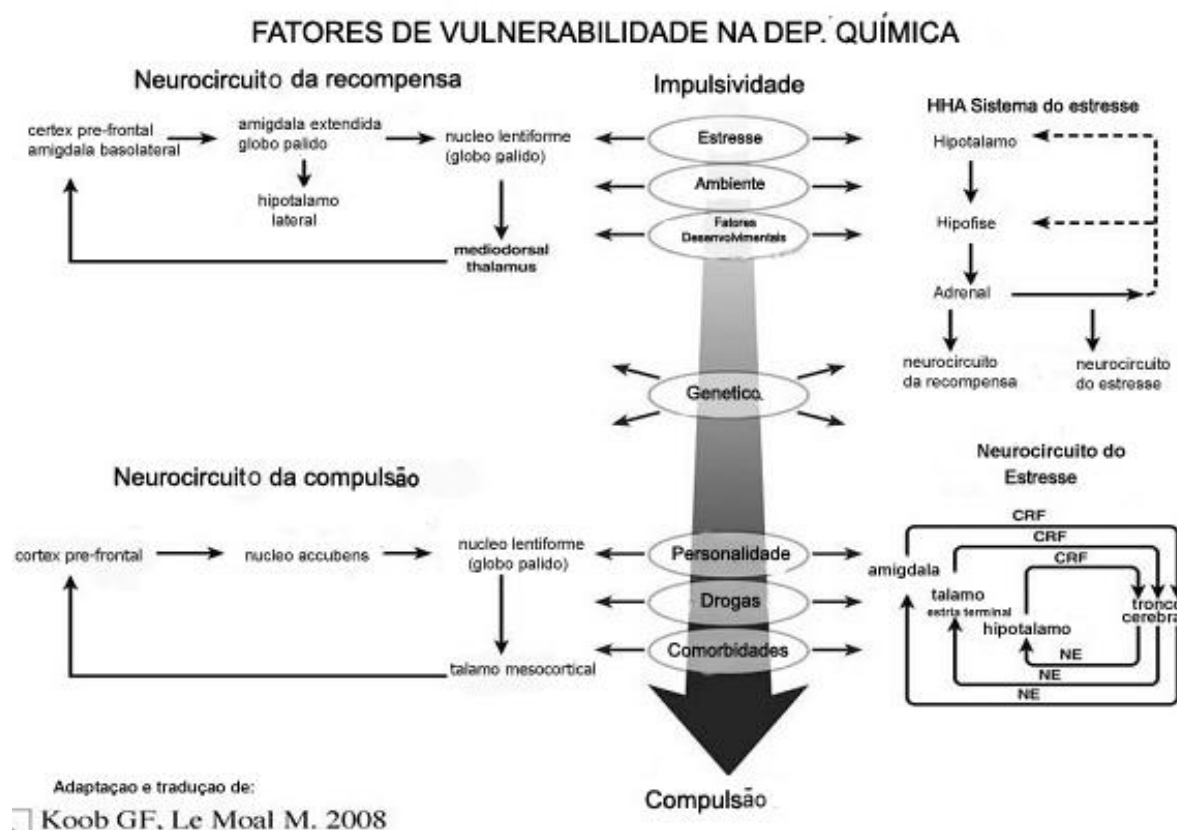 FATORES DE VULNERABILIDADE NA DEP. QUÍMICA
Neurocircuito da recompensa
certex pre-frontal
amigdala basolateral
amigdala extendida
globo palido
nucleo lentiforme
(globo palido)
hipotalamo
lateral
mediodorsal
thalamus
Impulsividade
Estresse
Ambiente
Fatores
Desenvolvimentais
Genetico.
Personalidade
Drogas
Comorbidades
Compulsão
HHA Sistema do estresse
Hipotalamo
Hipofise
Adrenal
neurocircuito
da recompensa
neurocircuito
do estresse
Neurocircuito da compulsão
cortex pre-frontal
nucleo accubens
nucleo lentiforme
(globo palido)
talamo mesocortical
Neurocircuito do
Estresse
CRF
CRF
CRF
amigdala
talamo
estria terminal
hipotalamo
tronco
cerebra
NE
NE
NE
Adaptaçao e traduçao de:
Koob GF, Le Moal M. 2008